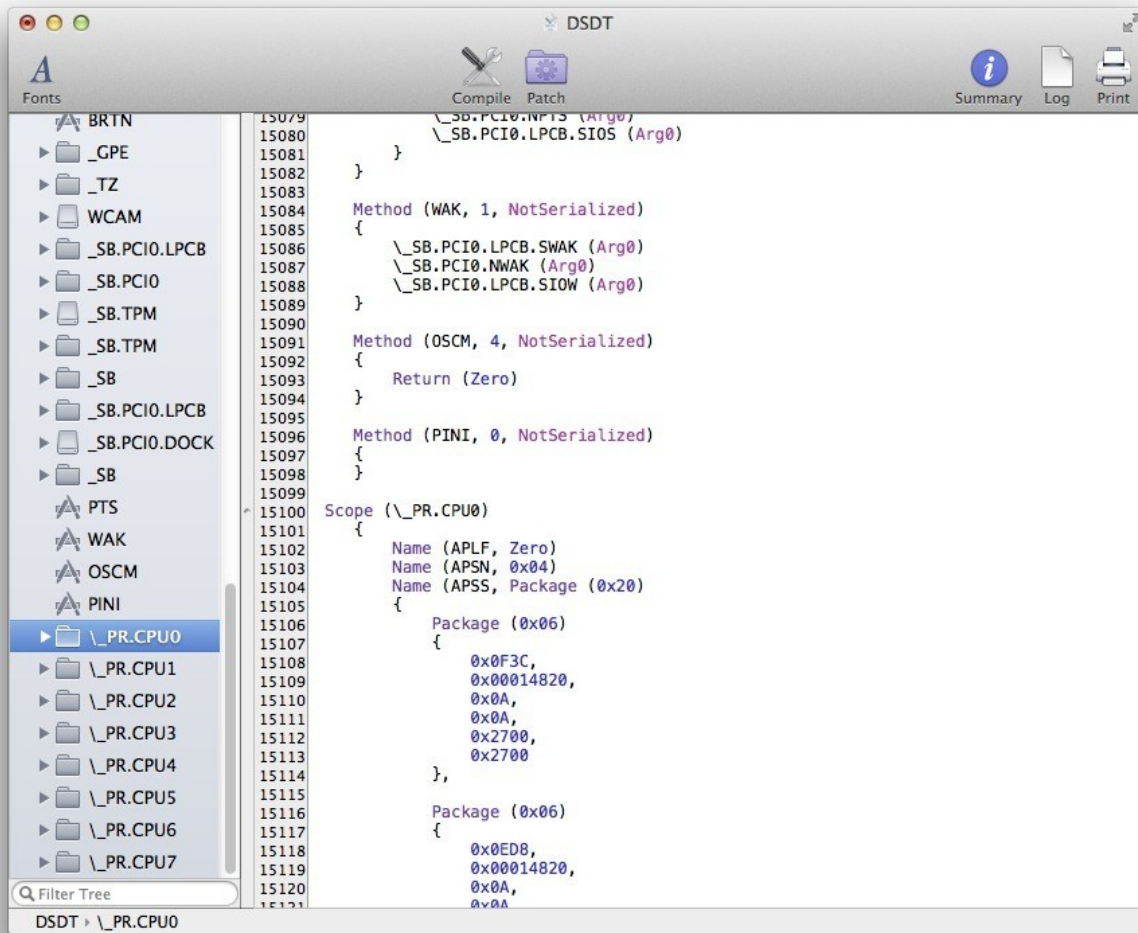 DSDT
Fonts
Compile
Patch
Summary
Log
Print
BRTN
_GPE
_TZ
WCAM
_SB.PCI0.LPCB
_SB.PCI0
_SB.TPM
_SB.TPM
_SB
_SB.PCI0.LPCB
_SB.PCI0.DOCK
_SB
PTS
WAK
OSCM
PINI
\_PR.CPU0
\_PR.CPU1
\_PR.CPU2
\_PR.CPU3
\_PR.CPU4
\_PR.CPU5
\_PR.CPU6
\_PR.CPU7
Filter Tree
DSDT › \_PR.CPU0
15079 \_SB.PCI0.NPTS (Arg0)
15080 \_SB.PCI0.LPCB.SIOS (Arg0)
15081 }
15082 }
15083
15084 Method (WAK, 1, NotSerialized)
15085 {
15086 \_SB.PCI0.LPCB.SWAK (Arg0)
15087 \_SB.PCI0.NWAK (Arg0)
15088 \_SB.PCI0.LPCB.SIOW (Arg0)
15089 }
15090
15091 Method (OSCM, 4, NotSerialized)
15092 {
15093 Return (Zero)
15094 }
15095
15096 Method (PINI, 0, NotSerialized)
15097 {
15098 }
15099
15100 Scope (\_PR.CPU0)
15101 {
15102 Name (APLF, Zero)
15103 Name (APSN, 0x04)
15104 Name (APSS, Package (0x20)
15105 {
15106 Package (0x06)
15107 {
15108 0x0F3C,
15109 0x00014820,
15110 0x0A,
15111 0x0A,
15112 0x2700,
15113 0x2700
15114 },
15115
15116 Package (0x06)
15117 {
15118 0x0ED8,
15119 0x00014820,
15120 0x0A,
15121 0x0A